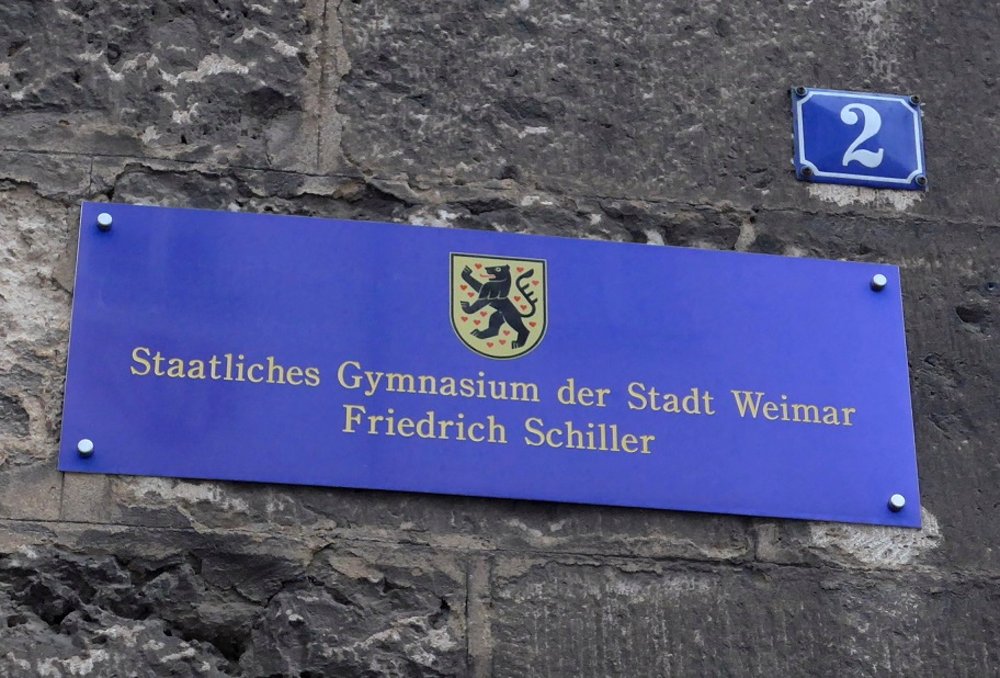 2
Staatliches Gymnasium der Stadt Weimar
Friedrich Schiller